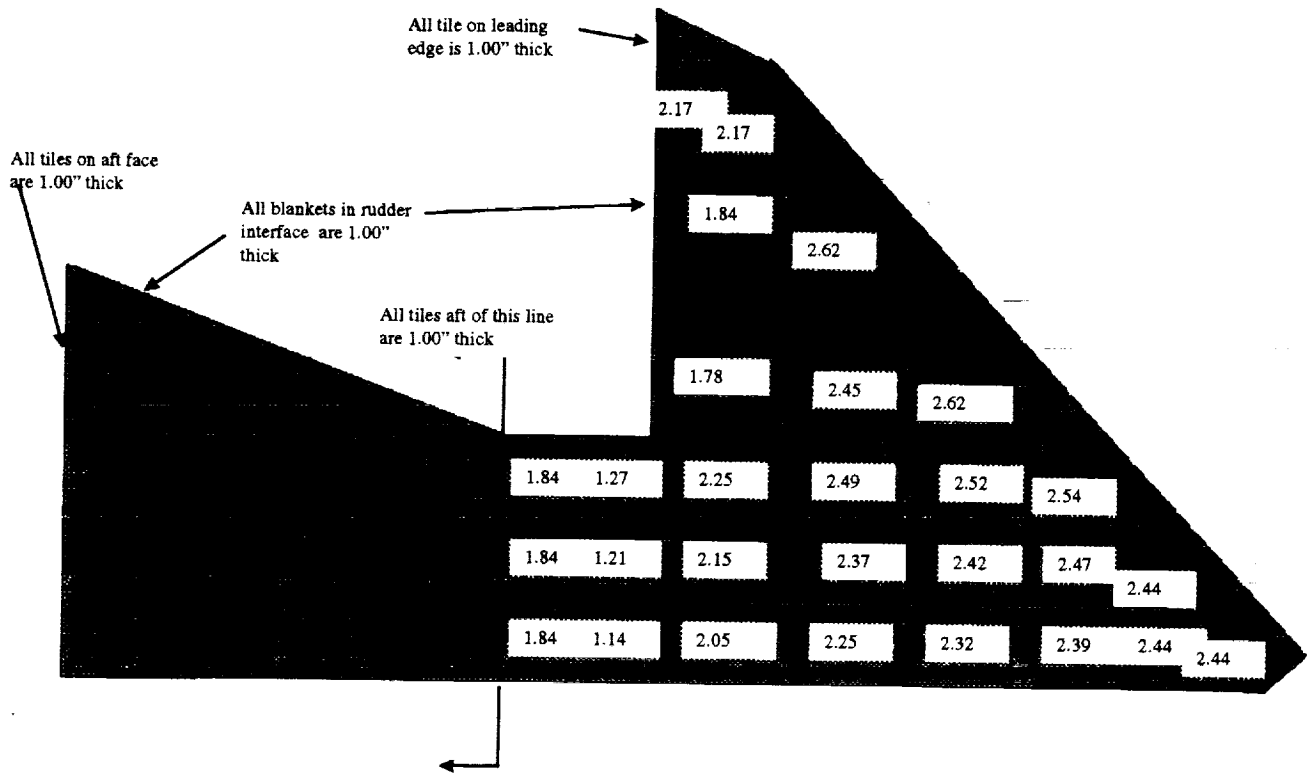 All tile on leading
edge is 1.00” thick
2.17
2.17
All tiles on aft face
are 1.00” thick
All blankets in rudder
interface are 1.00”
thick
1.84
2.62
All tiles aft of this line
are 1.00” thick
1.78 2.45 2.62
1.84 1.27 2.25 2.49 2.52 2.54
1.84 1.21 2.15 2.37 2.42 2.47
2.44
1.84 1.14 2.05 2.25 2.32 2.39 2.44 2.44